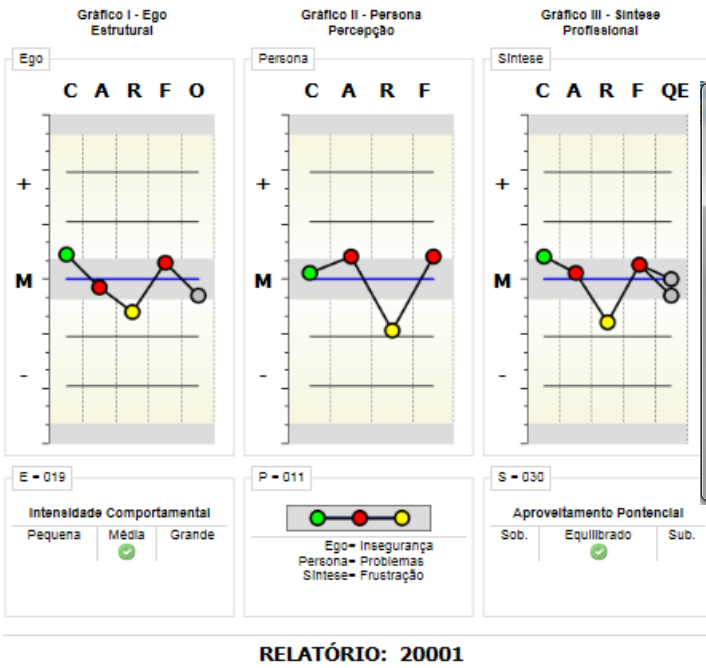 Gráfico I - Ego
Estrutural
Gráfico II - Persona
Percepção
Gráfico III - Síntese
Profissional
Ego
Persona
Síntese
C A R F O
C A R F
C A R F QE
+
M
-
+
M
-
+
M
-
E = 019
P = 011
S = 030
Intensidade Comportamental
Pequena Média Grande
Ego= Insegurança
Persona= Problemas
Síntese= Frustração
Aproveitamento Pontencial
Sob. Equilibrado Sub.
RELATÓRIO: 20001